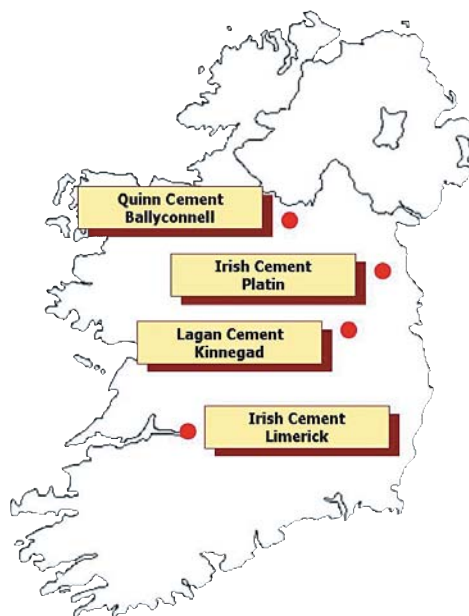 Quinn Cement
Ballyconnell
Irish Cement
Platin
Lagan Cement
Kinnegad
Irish Cement
Limerick